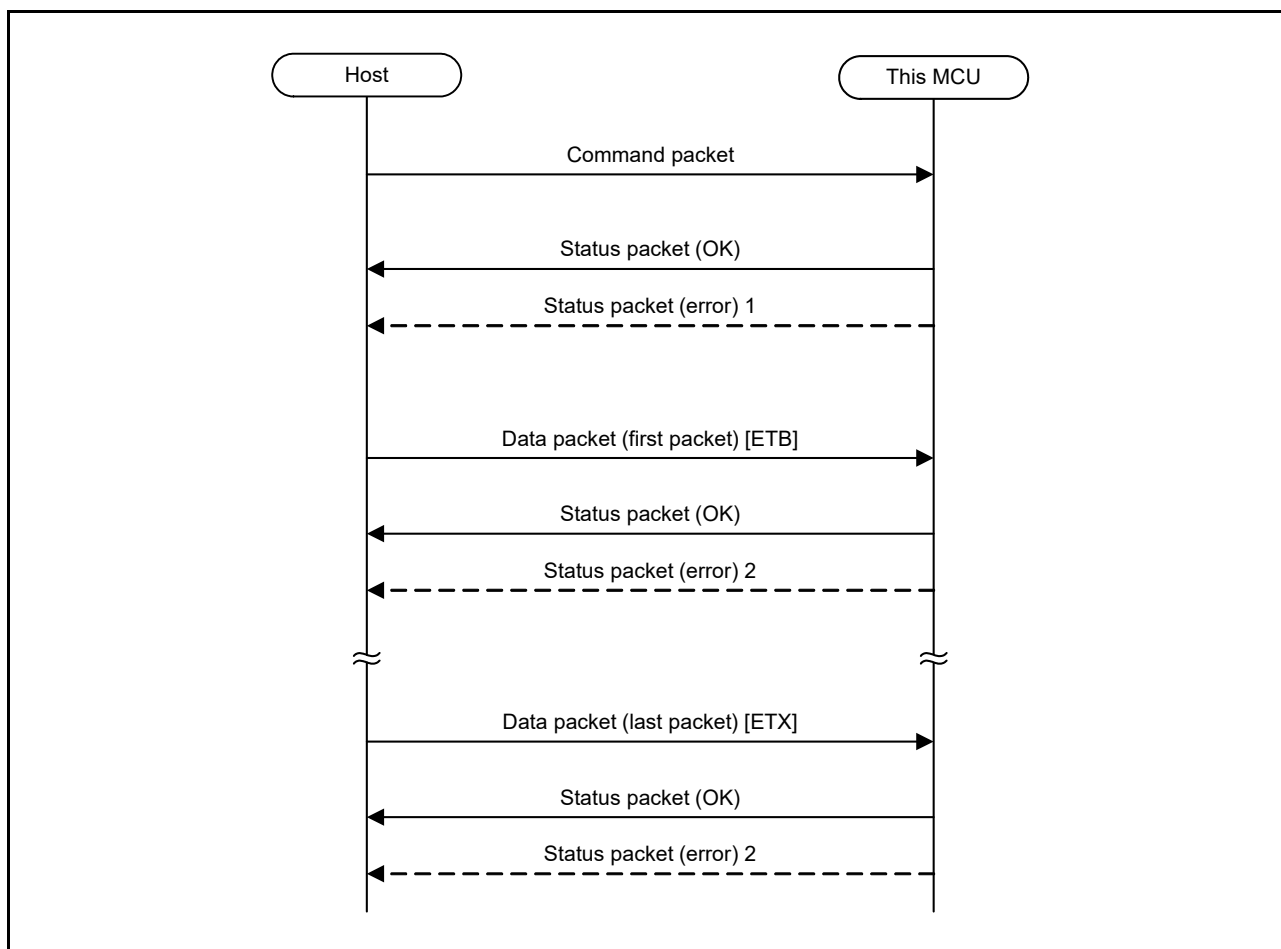 Host
This MCU
Command packet
Status packet (OK)
Status packet (error) 1
Data packet (first packet) [ETB]
Status packet (OK)
Status packet (error) 2
Data packet (last packet) [ETX]
Status packet (OK)
Status packet (error) 2